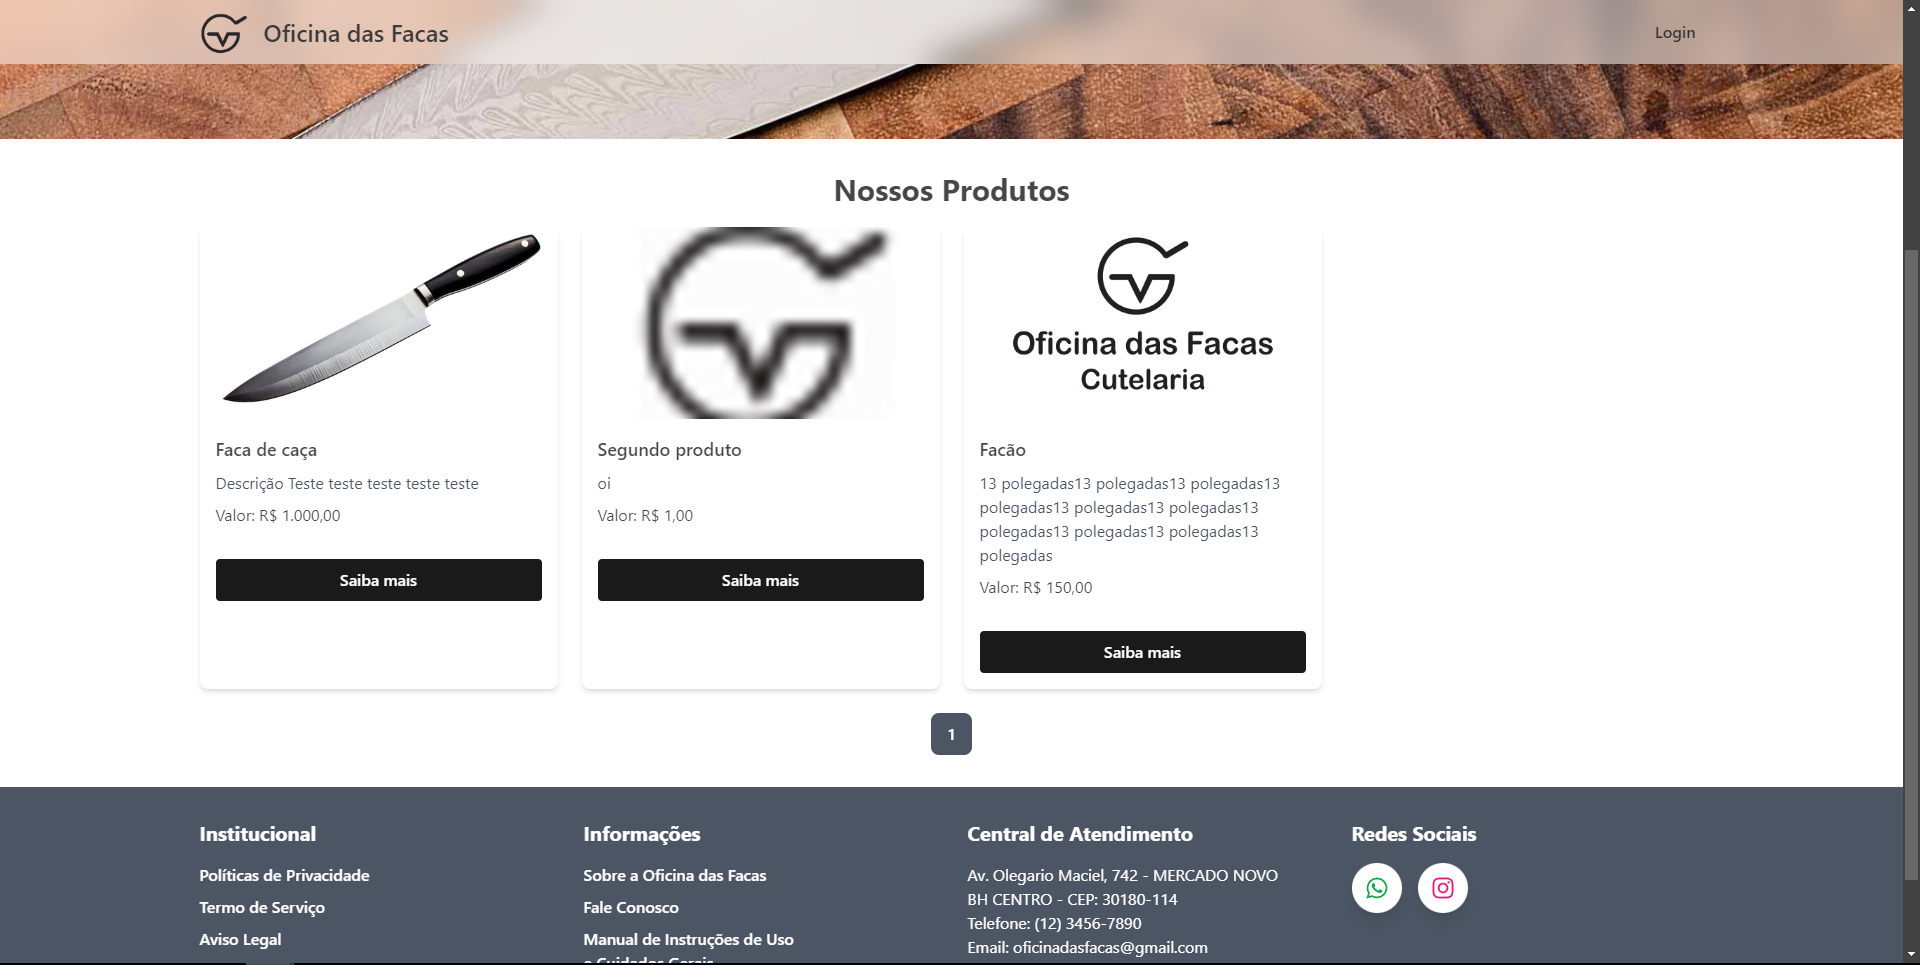 Oficina das Facas
Login
Nossos Produtos
Oficina das Facas
Cutelaria
Faca de caça
Descrição Teste teste teste teste teste
Valor: R$ 1.000,00
Saiba mais
Segundo produto
oi
Valor: R$ 1,00
Saiba mais
Facão
13 polegadas13 polegadas13 polegadas13
polegadas13 polegadas13 polegadas13
polegadas13 polegadas13 polegadas13
polegadas
Valor: R$ 150,00
Saiba mais
1
Institucional
Políticas de Privacidade
Termo de Serviço
Aviso Legal
Informações
Sobre a Oficina das Facas
Fale Conosco
Manual de Instruções de Uso
e Cuidados Gerais
Central de Atendimento
Av. Olegario Maciel, 742 - MERCADO NOVO
BH CENTRO - CEP: 30180-114
Telefone: (12) 3456-7890
Email: oficinadasfacas@gmail.com
Redes Sociais